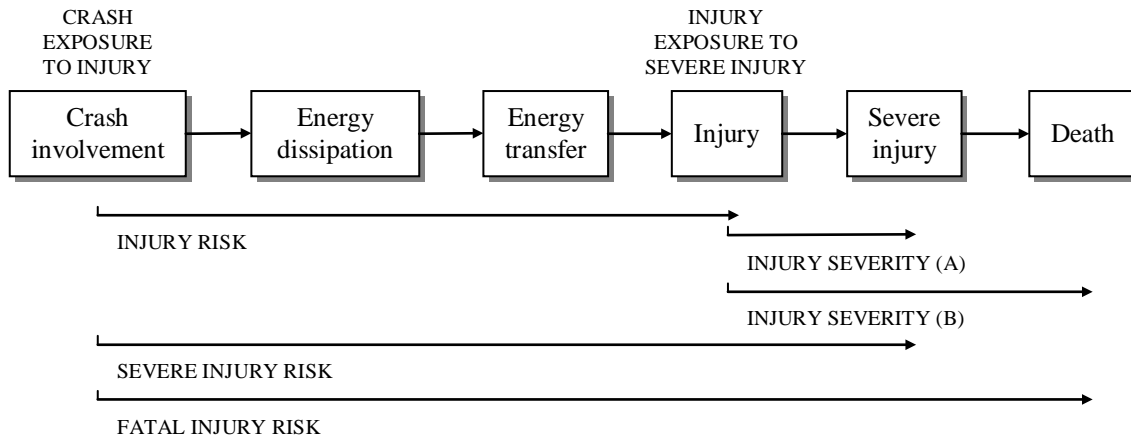 CRASH
EXPOSURE
TO INJURY
INJURY
EXPOSURE TO
SEVERE INJURY
Crash
involvement
Energy
dissipation
Energy
transfer
Injury
Severe
injury
Death
INJURY RISK
INJURY SEVERITY (A)
INJURY SEVERITY (B)
SEVERE INJURY RISK
FATAL INJURY RISK